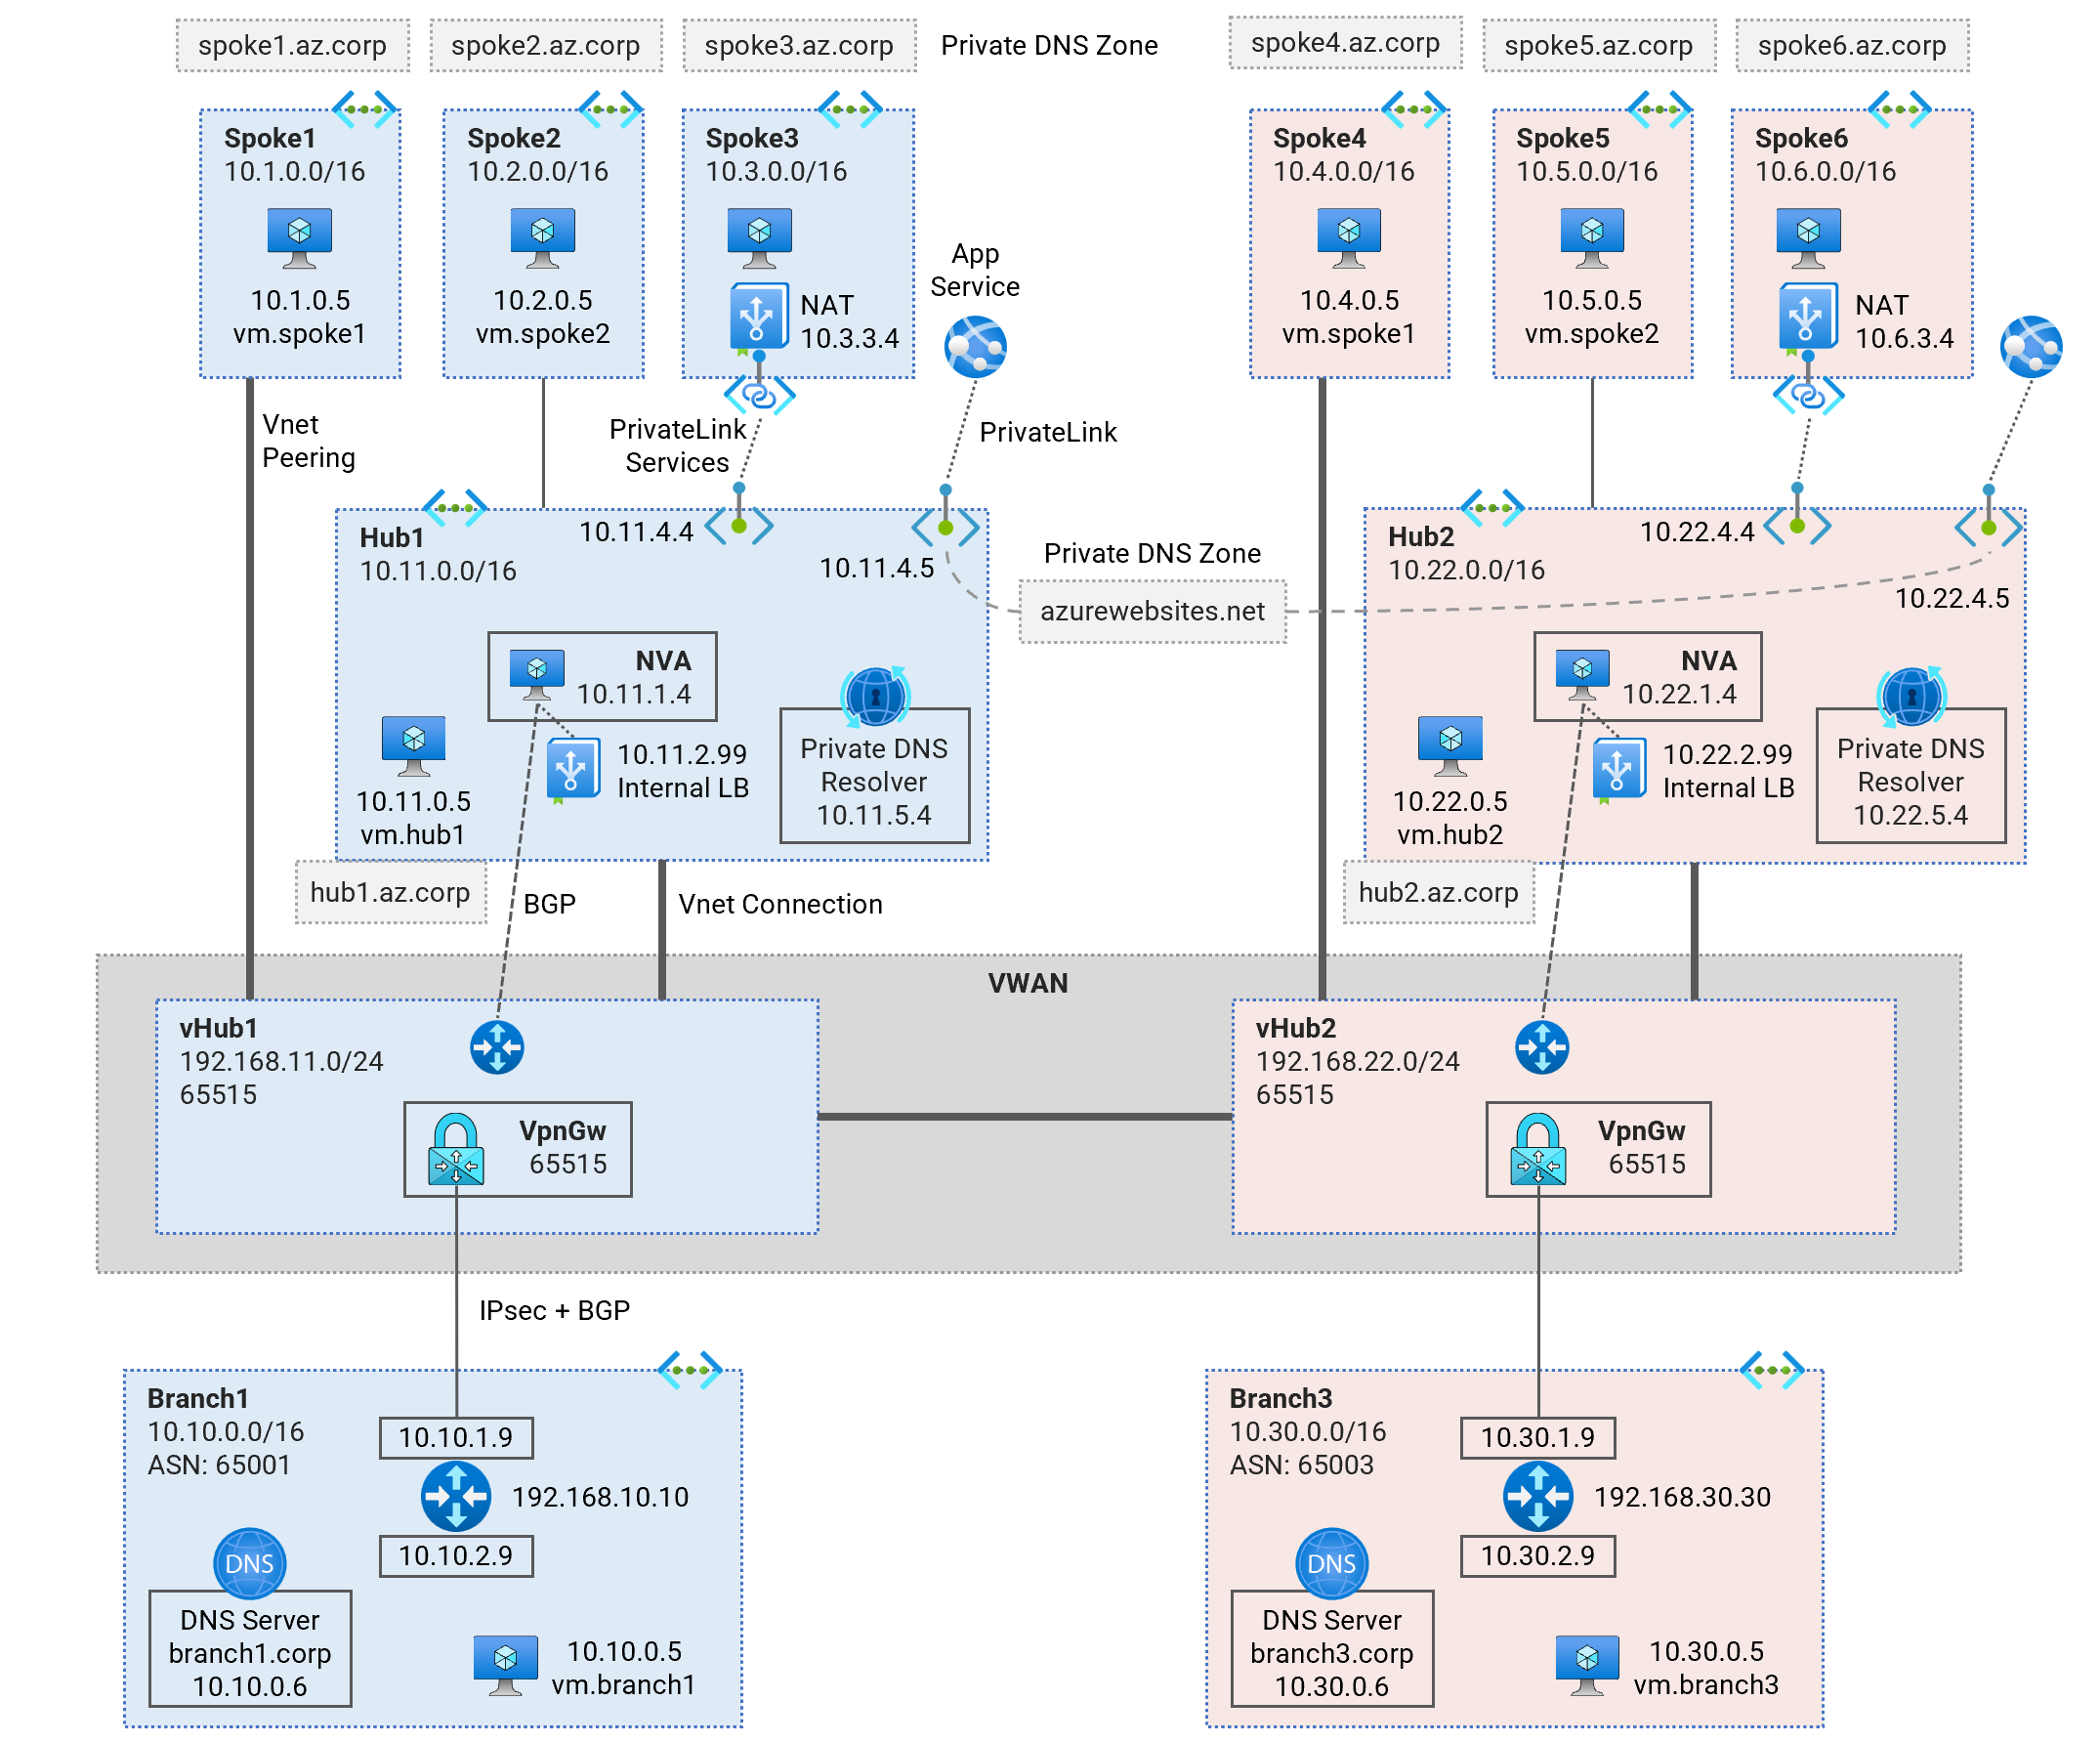 spoke1.az.corp
spoke2.az.corp
spoke3.az.corp
Private DNS Zone
spoke4.az.corp
spoke5.az.corp
spoke6.az.corp
Spoke1
10.1.0.0/16
10.1.0.5
vm.spoke1
Spoke2
10.2.0.0/16
10.2.0.5
vm.spoke2
Spoke3
10.3.0.0/16
NAT
10.3.3.4
App
Service
Spoke4
10.4.0.0/16
10.4.0.5
vm.spoke1
Spoke5
10.5.0.0/16
10.5.0.5
vm.spoke2
Spoke6
10.6.0.0/16
NAT
10.6.3.4
Vnet
Peering
PrivateLink
Services
PrivateLink
Hub1
10.11.0.0/16
10.11.4.4
10.11.4.5
Private DNS Zone
azurewebsites.net
Hub2
10.22.0.0/16
10.22.4.4
10.22.4.5
NVA
10.11.1.4
10.11.2.99
Internal LB
10.11.0.5
vm.hub1
Private DNS
Resolver
10.11.5.4
NVA
10.22.1.4
10.22.2.99
Internal LB
10.22.0.5
vm.hub2
Private DNS
Resolver
10.22.5.4
hub1.az.corp
BGP
Vnet Connection
hub2.az.corp
VWAN
vHub1
192.168.11.0/24
65515
VpnGw
65515
vHub2
192.168.22.0/24
65515
VpnGw
65515
IPsec + BGP
Branch1
10.10.0.0/16
ASN: 65001
10.10.1.9
192.168.10.10
10.10.2.9
DNS
DNS Server
branch1.corp
10.10.0.6
10.10.0.5
vm.branch1
Branch3
10.30.0.0/16
ASN: 65003
10.30.1.9
192.168.30.30
10.30.2.9
DNS
DNS Server
branch3.corp
10.30.0.6
10.30.0.5
vm.branch3